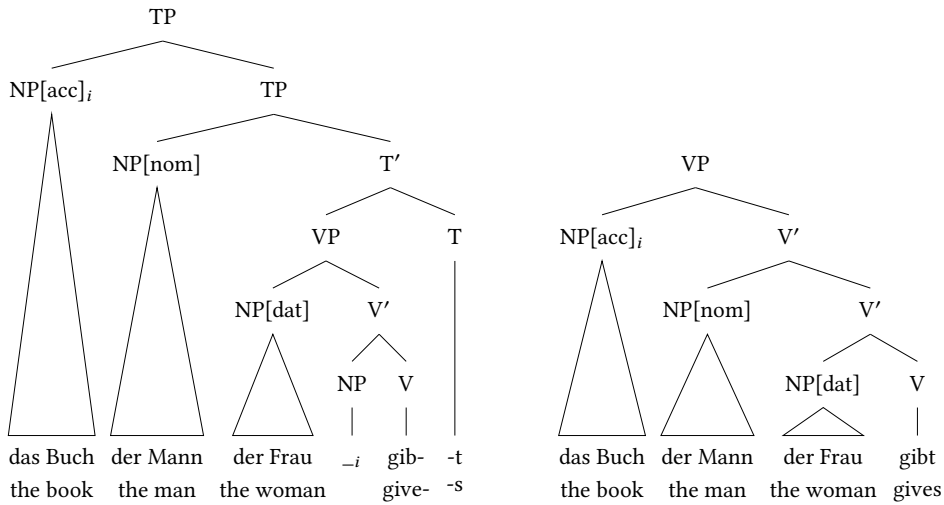 TP
NP[acc]i TP
NP[nom] T′ VP
VP T NP[acc]i V′
NP[dat] V′ NP[nom] V′
NP V NP[dat] V
das Buch der Mann der Frau _i gib- -t das Buch der Mann der Frau gibt
the book the man the woman give- -s the book the man the woman gives